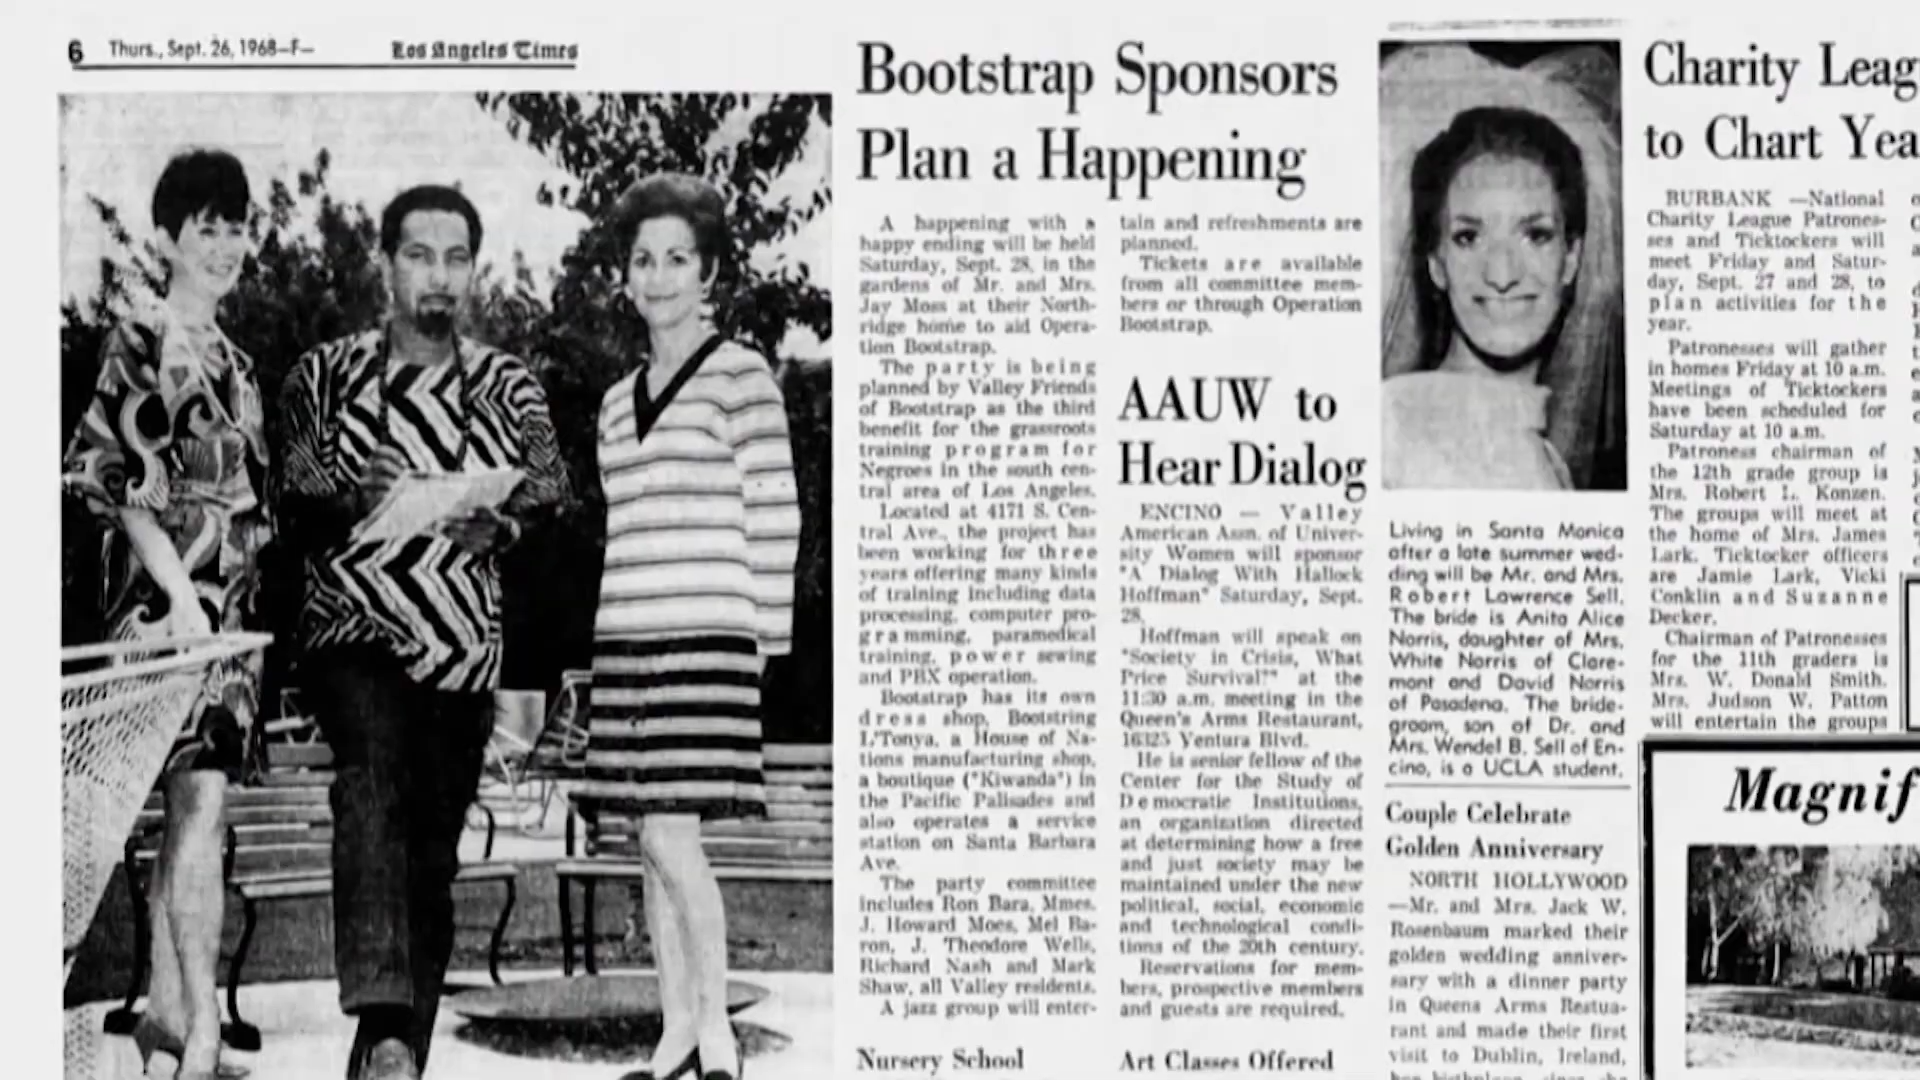 6 Thurs., Sept. 26, 1968—F— Los Angeles Times
Bootstrap Sponsors
Plan a Happening
A happening with a
happy ending will be held
Saturday, Sept. 28, in the
gardens of Mr. and Mrs.
Jay Moss at their North-
ridge home to aid Opera-
tion Bootstrap.
The party is being
planned by Valley Friends
of Bootstrap as the third
benefit for the grassroots
training program for
Negroes in the south cen-
tral area of Los Angeles.
Located at 4171 S. Cen-
tral Ave., the project has
been working for three
years offering many kinds
of training including data
processing, computer pro-
gramming, paramedical
training, power sewing
and PBX operation.
Bootstrap has its own
dress shop, Bootstring
L'Tonya, a House of Na-
tions manufacturing shop,
a boutique ("Kiwanda") in
the Pacific Palisades and
also operates a service
station on Santa Barbara
Ave.
The party committee
includes Ron Bara, Mmes.
J. Howard Moes, Mel Ba-
ron, J. Theodore Wells,
Richard Nash and Mark
Shaw, all Valley residents.
A jazz group will enter-
tain and refreshments are
planned.
Tickets are available
from all committee mem-
bers or through Operation
Bootstrap.
Nursery School
AAUW to
Hear Dialog
ENCINO — Valley
American Assn. of Univer-
sity Women will sponsor
"A Dialog With Hallock
Hoffman" Saturday, Sept.
28.
Hoffman will speak on
"Society in Crisis, What
Price Survival?" at the
11:30 a.m. meeting in the
Queen's Arms Restaurant,
16325 Ventura Blvd.
He is senior fellow of the
Center for the Study of
Democratic Institutions,
an organization directed
at determining how a free
and just society may be
maintained under the new
political, social, economic
and technological condi-
tions of the 20th century.
Reservations for mem-
bers, prospective members
and guests are required.
Art Classes Offered
Living in Santa Monica
after a late summer wed-
ding will be Mr. and Mrs.
Robert Lawrence Sell.
The bride is Anita Alice
Norris, daughter of Mrs.
White Norris of Clare-
mont and David Norris
of Pasadena. The bride-
groom, son of Dr. and
Mrs. Wendel B. Sell of En-
cino, is a UCLA student.
Couple Celebrate
Golden Anniversary
NORTH HOLLYWOOD
—Mr. and Mrs. Jack W.
Rosenbaum marked their
golden wedding anniver-
sary with a dinner party
in Queens Arms Restau-
rant and made their first
visit to Dublin, Ireland,
Charity Leag
to Chart Yea
BURBANK —National
Charity League Patrones-
ses and Ticktockers will
meet Friday and Satur-
day, Sept. 27 and 28, to
plan activities for the
year.
Patronesses will gather
in homes Friday at 10 a.m.
Meetings of Ticktockers
have been scheduled for
Saturday at 10 a.m.
Patroness chairman of
the 12th grade group is
Mrs. Robert L. Konzen.
The groups will meet at
the home of Mrs. James
Lark. Ticktocker officers
are Jamie Lark, Vicki
Conklin and Suzanne
Decker.
Chairman of Patronesses
for the 11th graders is
Mrs. W. Donald Smith.
Mrs. Judson W. Patton
will entertain the groups
Magnif